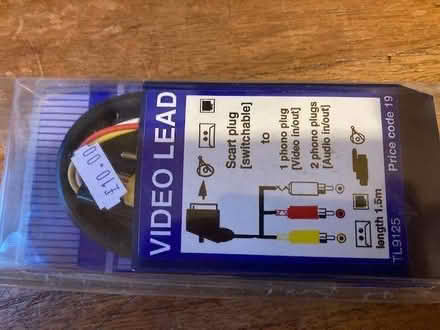 VIDEO LEAD
Scart plug
[switchable]
to
1 phono plug
[Video in/out]
2 phono plugs
[Audio in/out]
length 1.5m
TL9125
Price code 19
£10.00